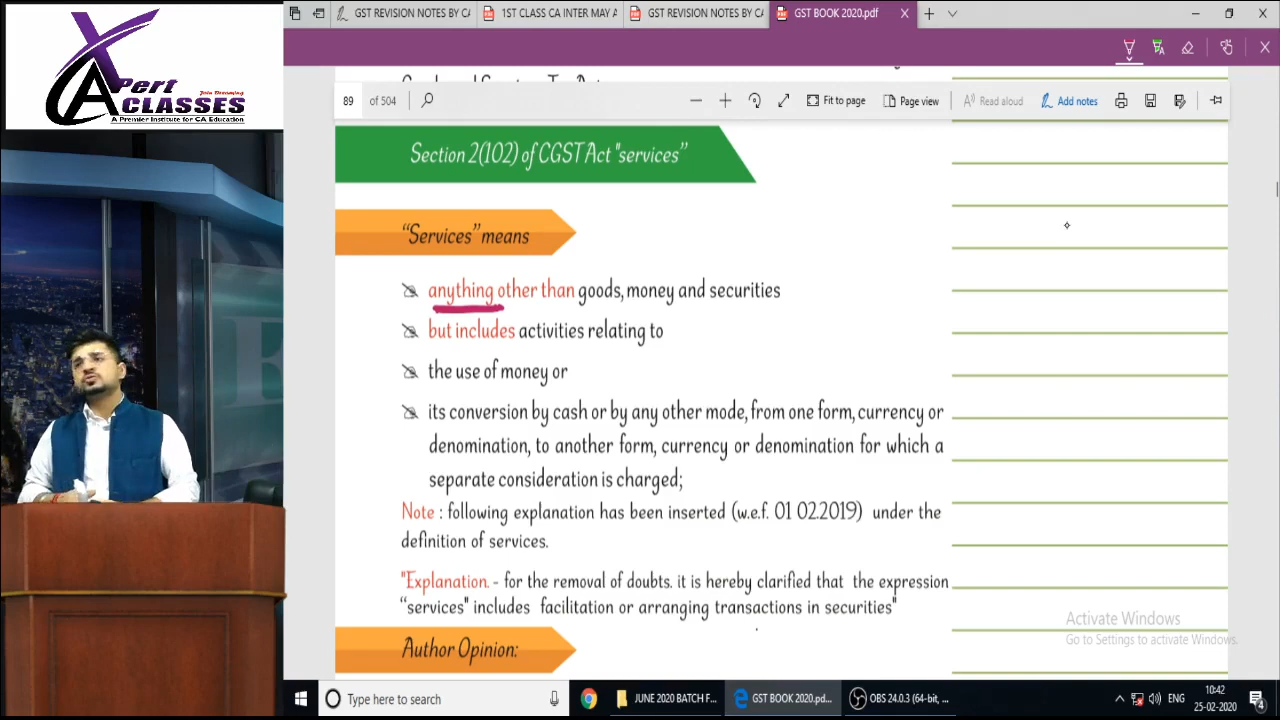 GST REVISION NOTES BY CA
1ST CLASS CA INTER MAY A
GST REVISION NOTES BY CA
GST BOOK 2020.pdf
XPert
Join Becoming
CLASSES
A Premier Institute for CA Education
89 of 504
Fit to page
Page view
Read aloud
Add notes
Section 2(102) of CGST Act "services”
“Services” means
anything other than goods, money and securities
but includes activities relating to
the use of money or
its conversion by cash or by any other mode, from one form, currency or
denomination, to another form, currency or denomination for which a
separate consideration is charged;
Note : following explanation has been inserted (w.e.f. 01 02.2019) under the
definition of services.
"Explanation. - for the removal of doubts. it is hereby clarified that the expression
“services" includes facilitation or arranging transactions in securities"
Author Opinion:
Activate Windows
Go to Settings to activate Windows.
Type here to search
JUNE 2020 BATCH F...
GST BOOK 2020.pd...
OBS 24.0.3 (64-bit, ...
ENG
10:42
25-02-2020
4